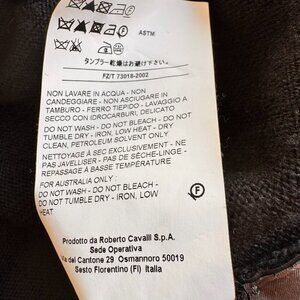 ASTM
タンブラー乾燥はお避け下さい。
FZ/T 73018-2002
NON LAVARE IN ACQUA - NON
CANDEGGIARE - NON ASCIUGARE IN
TAMBURO - FERRO TIEPIDO - LAVAGGIO A
SECCO CON IDROCARBURI, DELICATO
DO NOT WASH - DO NOT BLEACH - DO NOT
TUMBLE DRY - IRON, LOW HEAT - DRY
CLEAN, PETROLEUM SOLVENT ONLY
NETTOYAGE À SEC EXCLUSIVEMENT - NE
PAS JAVELLISER - PAS DE SÈCHE-LINGE -
REPASSAGE À BASSE TEMPÉRATURE
FOR AUSTRALIA ONLY :
DO NOT WASH - DO NOT BLEACH -
DO NOT TUMBLE DRY - IRON, LOW
HEAT
F
Prodotto da Roberto Cavalli S.p.A.
Sede Operativa
Via del Cantone 29 Osmannoro 50019
Sesto Fiorentino (FI) Italia